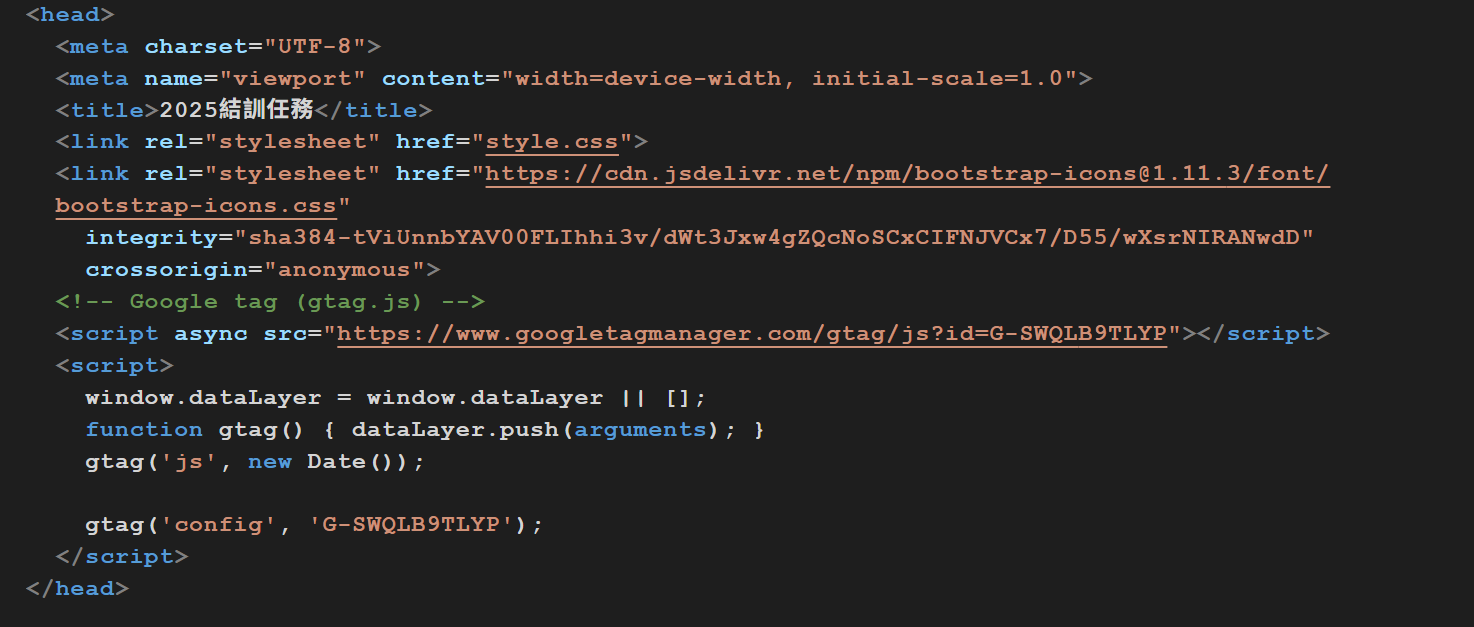 <head>
<meta charset="UTF-8">
<meta name="viewport" content="width=device-width, initial-scale=1.0">
<title>2025結訓任務</title>
<link rel="stylesheet" href="style.css">
<link rel="stylesheet" href="https://cdn.jsdelivr.net/npm/bootstrap-icons@1.11.3/font/
bootstrap-icons.css"
integrity="sha384-tViUnnbYAV00FLIhhi3v/dWt3Jxw4gZQcNoSCxCIFNJVCx7/D55/wXsrNIRANwdD"
crossorigin="anonymous">
<!-- Google tag (gtag.js) -->
<script async src="https://www.googletagmanager.com/gtag/js?id=G-SWQLB9TLYP"></script>
<script>
window.dataLayer = window.dataLayer || [];
function gtag() { dataLayer.push(arguments); }
gtag('js', new Date());
gtag('config', 'G-SWQLB9TLYP');
</script>
</head>